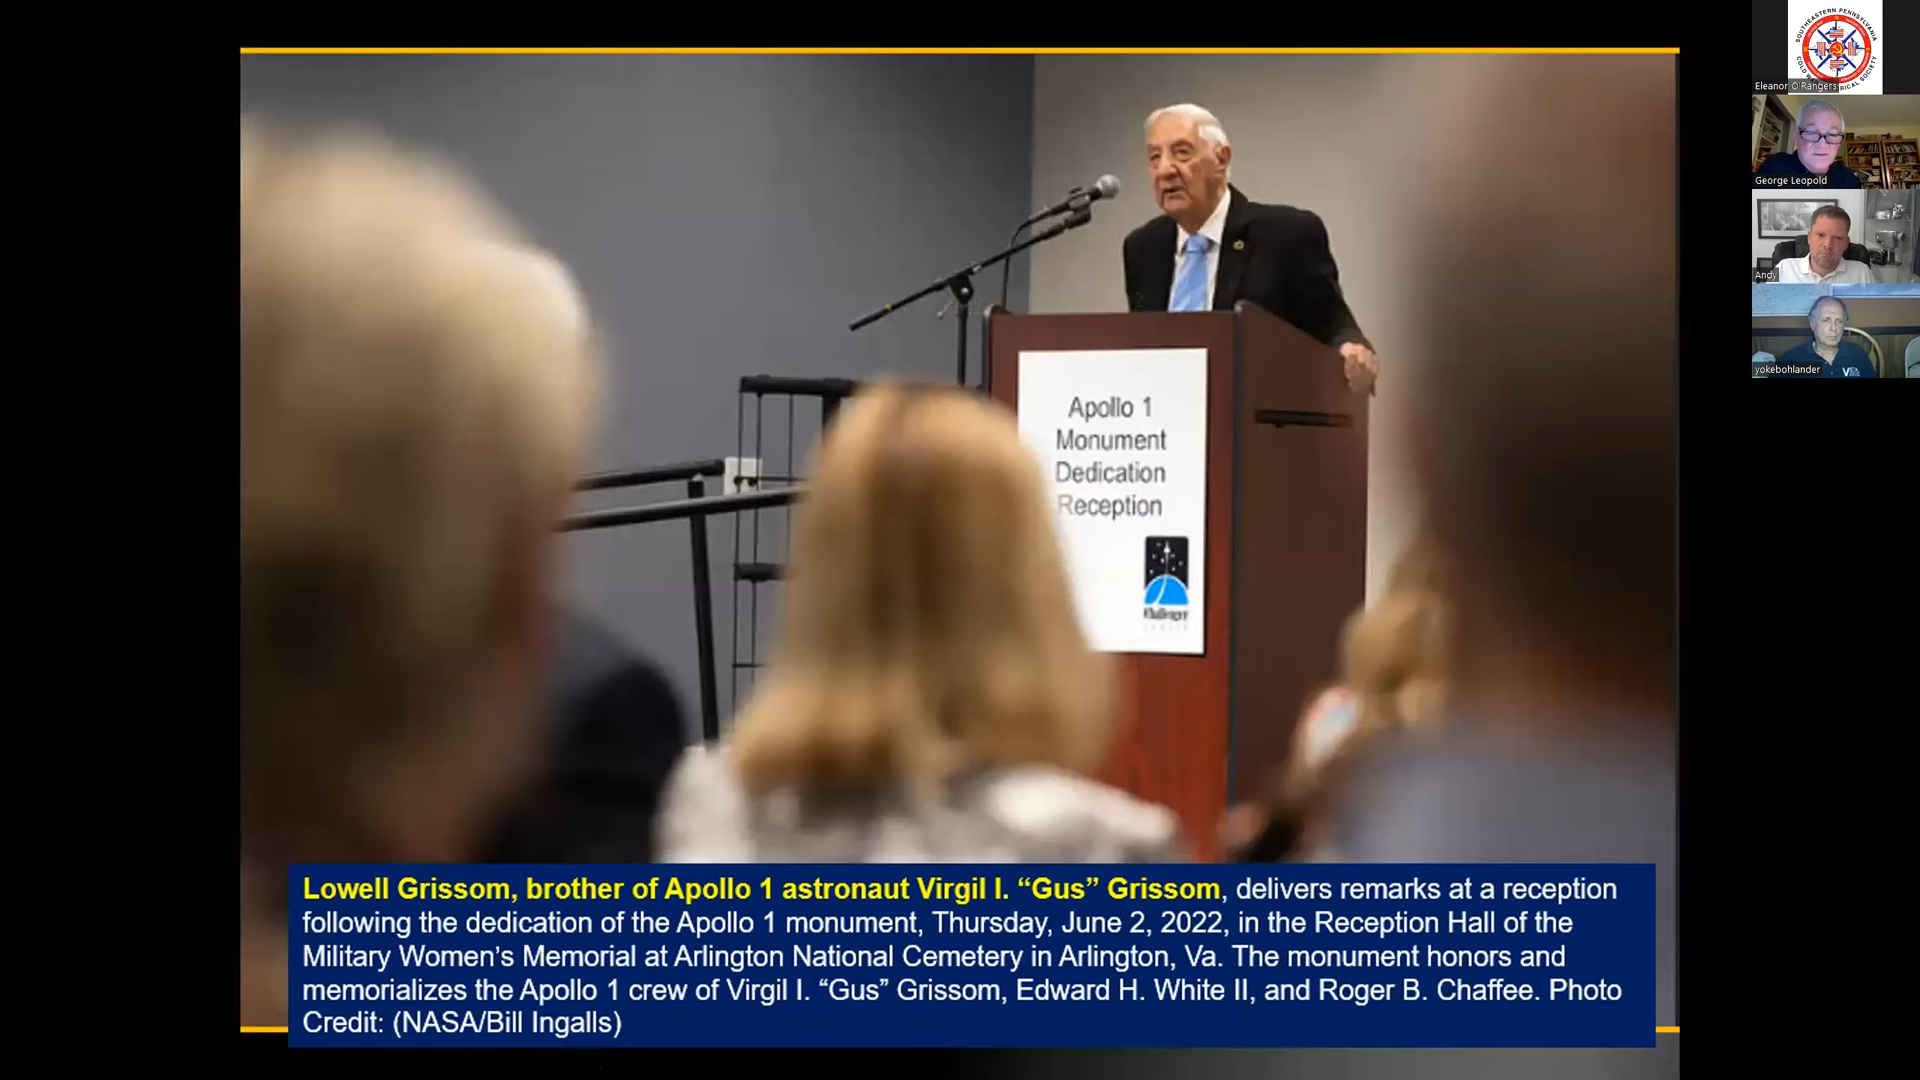 Apollo 1
Monument
Dedication
Reception
Challenger
CENTER
Lowell Grissom, brother of Apollo 1 astronaut Virgil I. “Gus” Grissom, delivers remarks at a reception
following the dedication of the Apollo 1 monument, Thursday, June 2, 2022, in the Reception Hall of the
Military Women’s Memorial at Arlington National Cemetery in Arlington, Va. The monument honors and
memorializes the Apollo 1 crew of Virgil I. “Gus” Grissom, Edward H. White II, and Roger B. Chaffee. Photo
Credit: (NASA/Bill Ingalls)
SOUTHEASTERN PENNSYLVANIA
Eleanor O'Rangers
George Leopold
Andy
yokebohlander